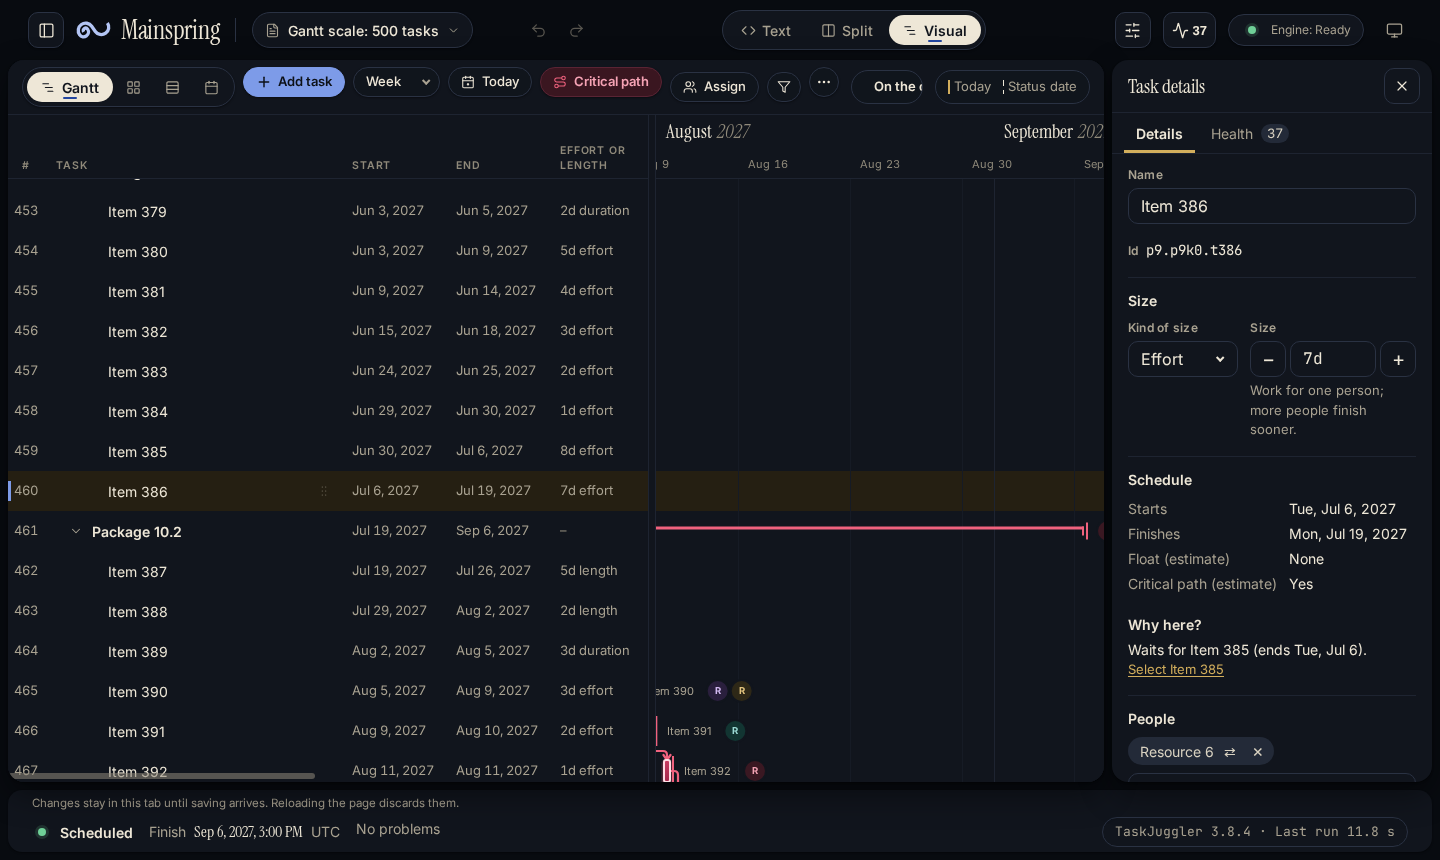 Mainspring
Gantt scale: 500 tasks
Text
Split
Visual
37
Engine: Ready
Gantt
Add task
Week
Today
Critical path
Assign
On the
Today
Status date
# TASK START END EFFORT OR LENGTH
August 2027
September 202
9 Aug 16 Aug 23 Aug 30 Sep
453 Item 379 Jun 3, 2027 Jun 5, 2027 2d duration
454 Item 380 Jun 3, 2027 Jun 9, 2027 5d effort
455 Item 381 Jun 9, 2027 Jun 14, 2027 4d effort
456 Item 382 Jun 15, 2027 Jun 18, 2027 3d effort
457 Item 383 Jun 24, 2027 Jun 25, 2027 2d effort
458 Item 384 Jun 29, 2027 Jun 30, 2027 1d effort
459 Item 385 Jun 30, 2027 Jul 6, 2027 8d effort
460 Item 386 Jul 6, 2027 Jul 19, 2027 7d effort
461 Package 10.2 Jul 19, 2027 Sep 6, 2027 –
462 Item 387 Jul 19, 2027 Jul 26, 2027 5d length
463 Item 388 Jul 29, 2027 Aug 2, 2027 2d length
464 Item 389 Aug 2, 2027 Aug 5, 2027 3d duration
465 Item 390 Aug 5, 2027 Aug 9, 2027 3d effort em 390 R R
466 Item 391 Aug 9, 2027 Aug 10, 2027 2d effort Item 391 R
467 Item 392 Aug 11, 2027 Aug 11, 2027 1d effort Item 392 R
Task details
Details
Health 37
Name
Item 386
Id p9.p9k0.t386
Size
Kind of size Size
Effort − 7d +
Work for one person;
more people finish
sooner.
Schedule
Starts Tue, Jul 6, 2027
Finishes Mon, Jul 19, 2027
Float (estimate) None
Critical path (estimate) Yes
Why here?
Waits for Item 385 (ends Tue, Jul 6).
Select Item 385
People
Resource 6
Changes stay in this tab until saving arrives. Reloading the page discards them.
Scheduled Finish Sep 6, 2027, 3:00 PM UTC No problems
TaskJuggler 3.8.4 · Last run 11.8 s